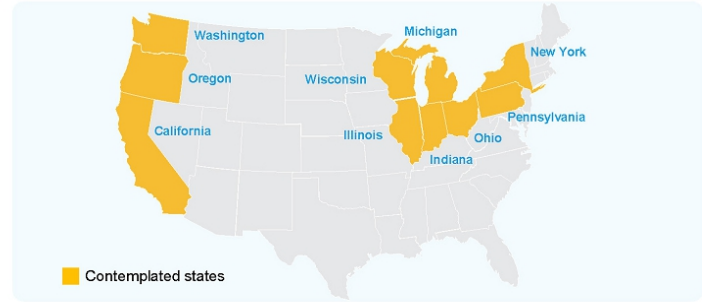 Washington
Michigan
New York
Oregon
Wisconsin
Pennsylvania
California
Illinois
Ohio
Indiana
Contemplated states